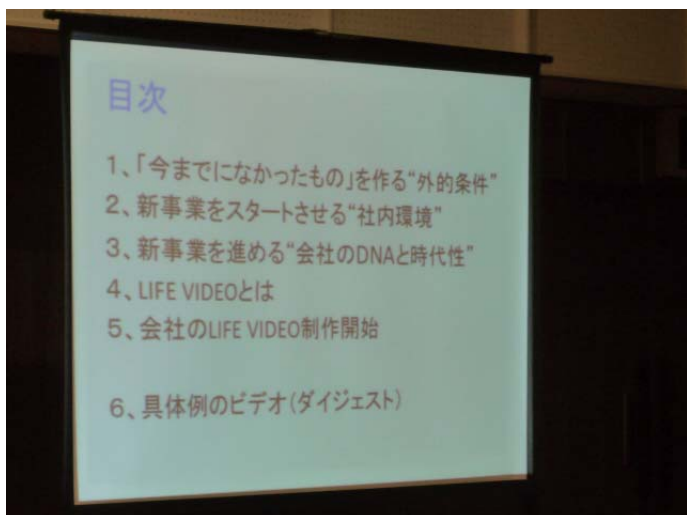 目次
1、「今までになかったもの」を作る“外的条件”
2、新事業をスタートさせる“社内環境”
3、新事業を進める“会社のDNAと時代性”
4、LIFE VIDEOとは
5、会社のLIFE VIDEO制作開始
6、具体例のビデオ(ダイジェスト)